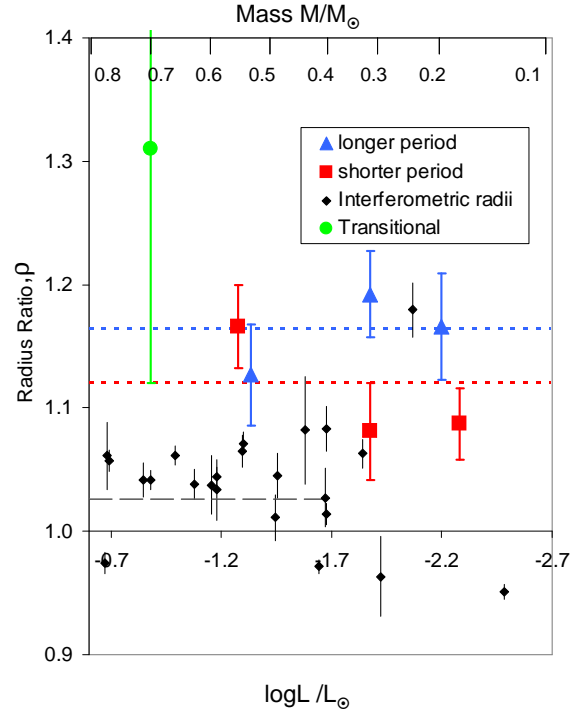 Mass M/M☉
1.4
0.8 0.7 0.6 0.5 0.4 0.3 0.2 0.1
longer period
shorter period
Interferometric radii
Transitional
1.3
1.2
1.1
1.0
0.9
Radius Ratio,ρ
-0.7 -1.2 -1.7 -2.2 -2.7
logL /L☉